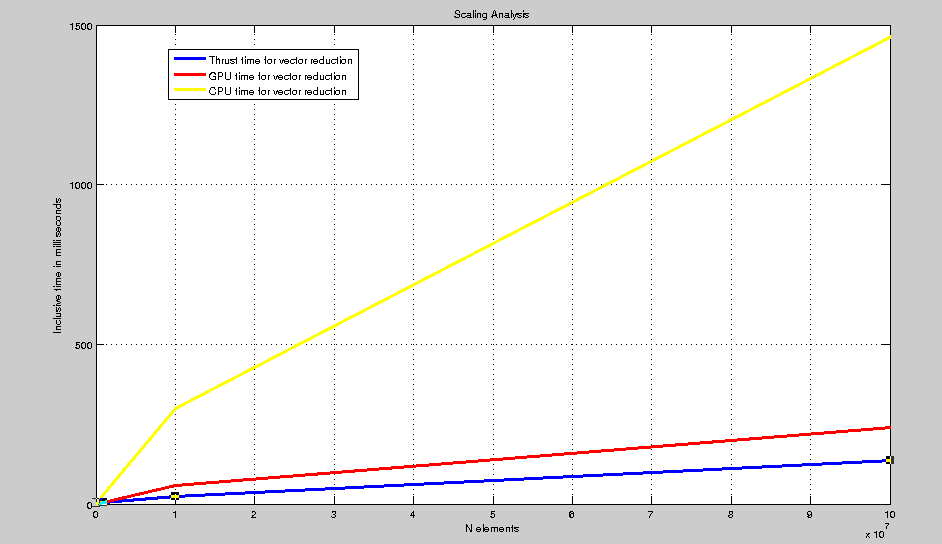 Scaling Analysis
1500
1000
500
0
Inclusive time in milli seconds
Thrust time for vector reduction
GPU time for vector reduction
CPU time for vector reduction
0 1 2 3 4 5 6 7 8 9 10
N elements
x 10^7